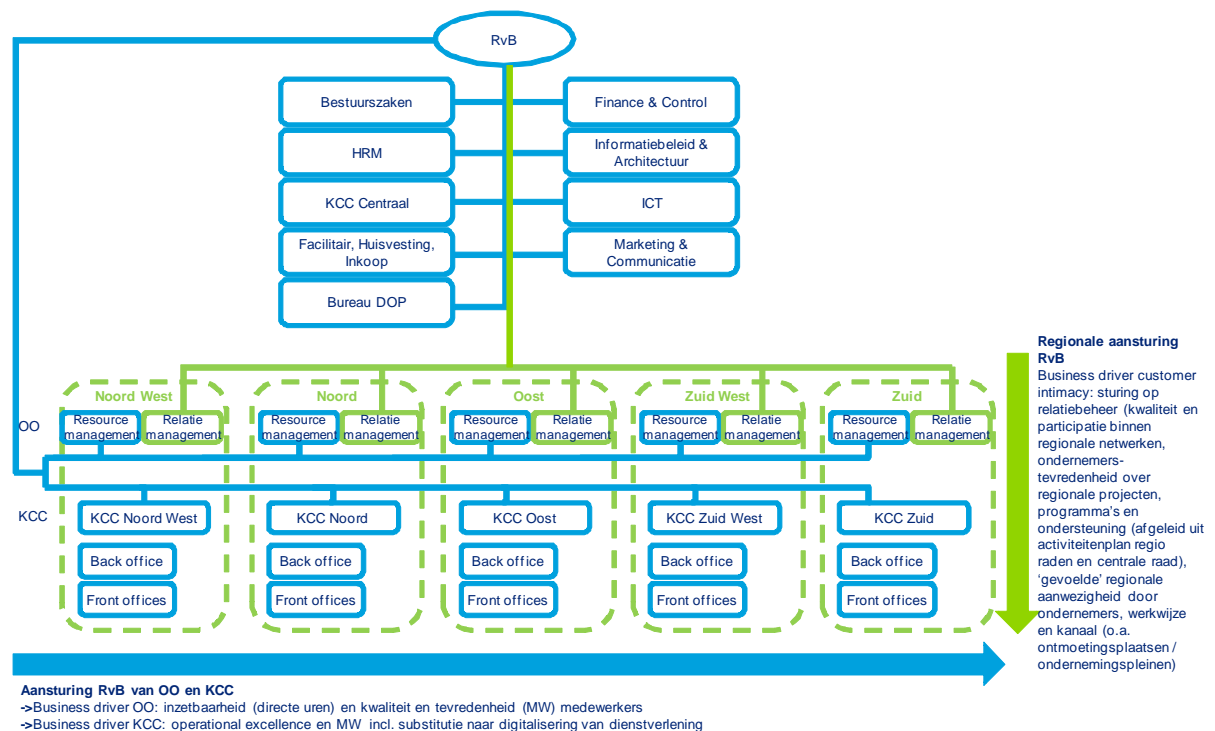 RvB
Bestuurszaken
Finance & Control
HRM
Informatiebeleid &
Architectuur
KCC Centraal
ICT
Facilitair, Huisvesting,
Inkoop
Marketing &
Communicatie
Bureau DOP
Noord West
Noord
Oost
Zuid West
Zuid
OO
Resource
management
Relatie
management
Resource
management
Relatie
management
Resource
management
Relatie
management
Resource
management
Relatie
management
Resource
management
Relatie
management
KCC
KCC Noord West
KCC Noord
KCC Oost
KCC Zuid West
KCC Zuid
Back office
Back office
Back office
Back office
Back office
Front offices
Front offices
Front offices
Front offices
Front offices
Regionale aansturing
RvB
Business driver customer
intimacy: sturing op
relatiebeheer (kwaliteit en
participatie binnen
regionale netwerken,
ondernemers-
tevredenheid over
regionale projecten,
programma's en
ondersteuning (afgeleid uit
activiteitenplan regio
raden en centrale raad),
‘gevoelde’ regionale
aanwezigheid door
ondernemers, werkwijze
en kanaal (o.a.
ontmoetingsplaatsen /
ondernemingspleinen)
Aansturing RvB van OO en KCC
->Business driver OO: inzetbaarheid (directe uren) en kwaliteit en tevredenheid (MW) medewerkers
->Business driver KCC: operational excellence en MW incl. substitutie naar digitalisering van dienstverlening